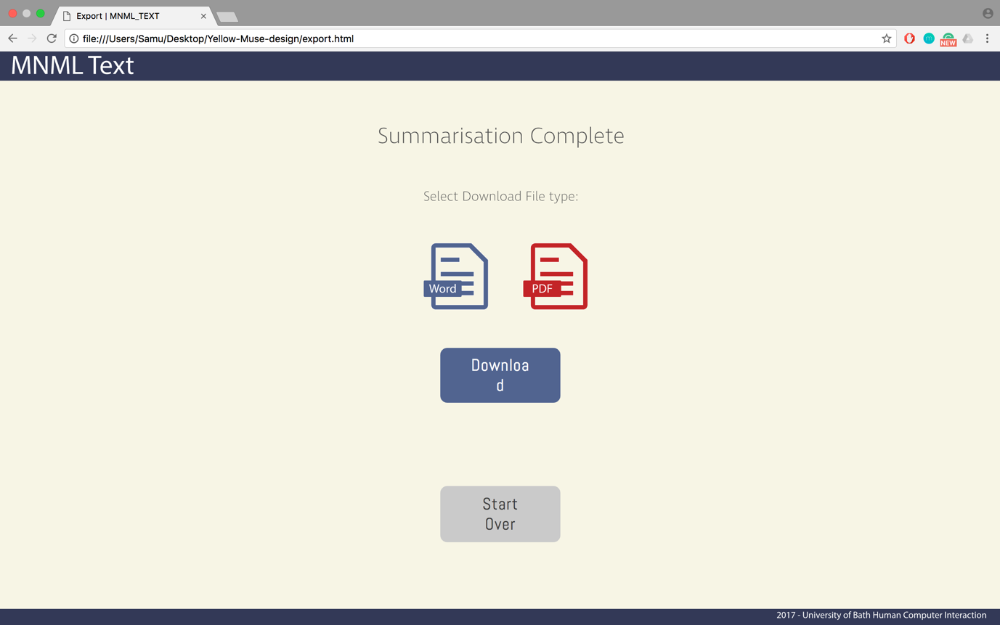 Export | MNML_TEXT
file:///Users/Samu/Desktop/Yellow-Muse-design/export.html
m
NEW
MNML Text
Summarisation Complete
Select Download File type:
Word
PDF
Downloa
d
Start
Over
2017 - University of Bath Human Computer Interaction